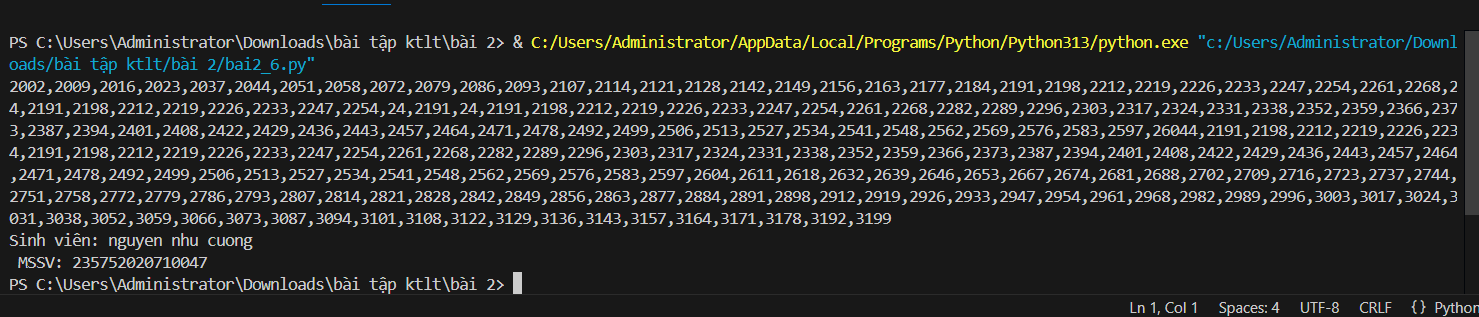 PS C:\Users\Administrator\Downloads\bài tập ktlt\bài 2> & C:/Users/Administrator/AppData/Local/Programs/Python/Python313/python.exe "c:/Users/Administrator/Downl
oads/bài tập ktlt/bài 2/bai2_6.py"
2002,2009,2016,2023,2037,2044,2051,2058,2072,2079,2086,2093,2107,2114,2121,2128,2142,2149,2156,2163,2177,2184,2191,2198,2212,2219,2226,2233,2247,2254,2261,2268,2
4,2191,2198,2212,2219,2226,2233,2247,2254,24,2191,24,2191,2198,2212,2219,2226,2233,2247,2254,2261,2268,2282,2289,2296,2303,2317,2324,2331,2338,2352,2359,2366,237
3,2387,2394,2401,2408,2422,2429,2436,2443,2457,2464,2471,2478,2492,2499,2506,2513,2527,2534,2541,2548,2562,2569,2576,2583,2597,26044,2191,2198,2212,2219,2226,223
4,2191,2198,2212,2219,2226,2233,2247,2254,2261,2268,2282,2289,2296,2303,2317,2324,2331,2338,2352,2359,2366,2373,2387,2394,2401,2408,2422,2429,2436,2443,2457,2464
,2471,2478,2492,2499,2506,2513,2527,2534,2541,2548,2562,2569,2576,2583,2597,2604,2611,2618,2632,2639,2646,2653,2667,2674,2681,2688,2702,2709,2716,2723,2737,2744,
2751,2758,2772,2779,2786,2793,2807,2814,2821,2828,2842,2849,2856,2863,2877,2884,2891,2898,2912,2919,2926,2933,2947,2954,2961,2968,2982,2989,2996,3003,3017,3024,3
031,3038,3052,3059,3066,3073,3087,3094,3101,3108,3122,3129,3136,3143,3157,3164,3171,3178,3192,3199
Sinh viên: nguyen nhu cuong
MSSV: 235752020710047
PS C:\Users\Administrator\Downloads\bài tập ktlt\bài 2>
Ln 1, Col 1 Spaces: 4 UTF-8 CRLF {} Python